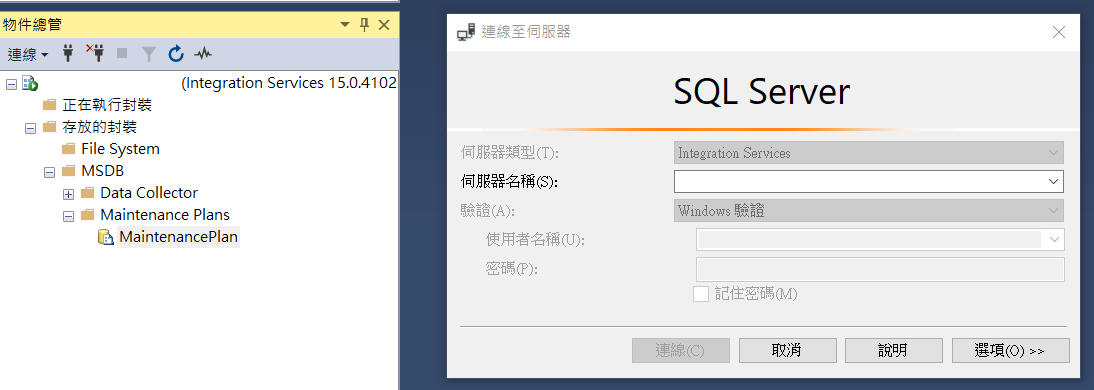 物件總管
連線
(Integration Services 15.0.4102
正在執行封裝
存放的封裝
File System
MSDB
Data Collector
Maintenance Plans
MaintenancePlan
連線至伺服器
SQL Server
伺服器類型(T):
Integration Services
伺服器名稱(S):
驗證(A):
Windows 驗證
使用者名稱(U):
密碼(P):
記住密碼(M)
連線(C)
取消
說明
選項(O) >>